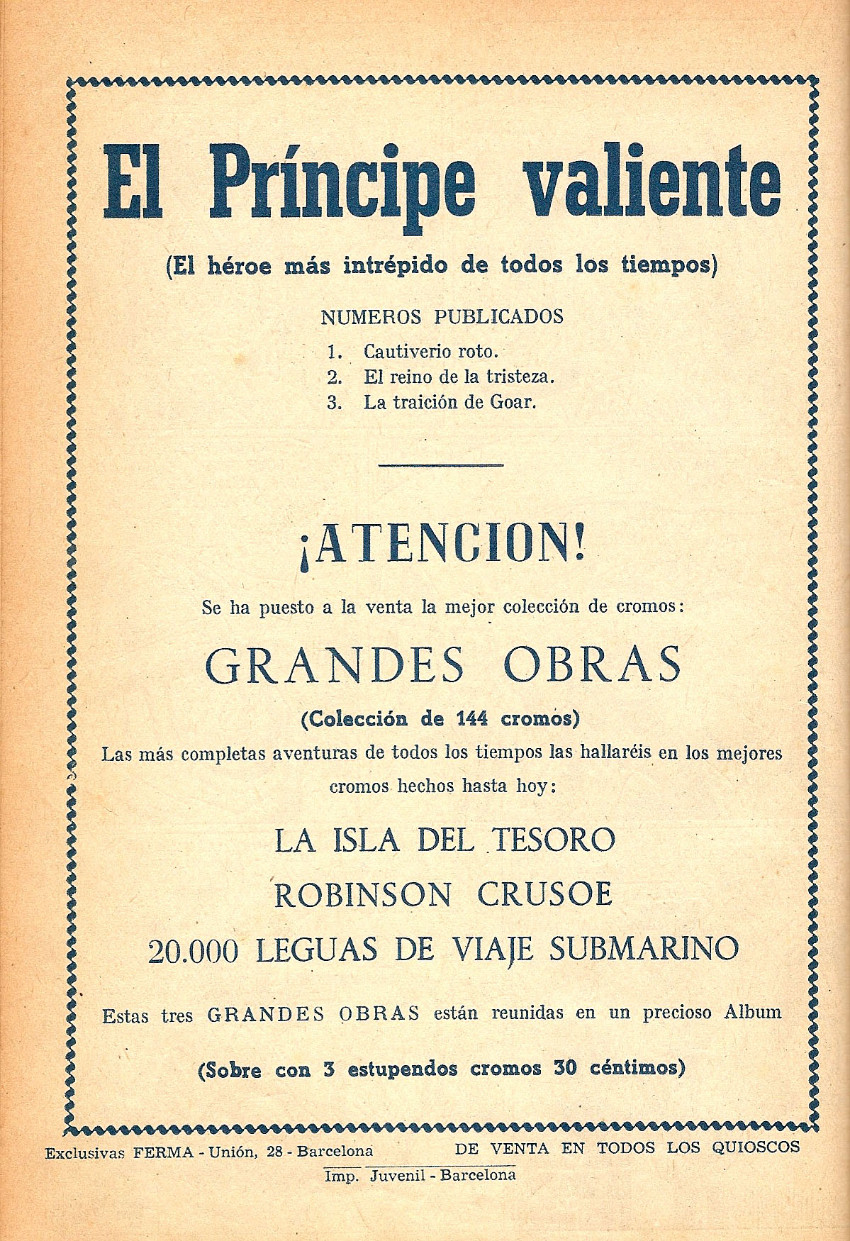 El Príncipe valiente
(El héroe más intrépido de todos los tiempos)
NUMEROS PUBLICADOS
1. Cautiverio roto.
2. El reino de la tristeza.
3. La traición de Goar.
¡ATENCION!
Se ha puesto a la venta la mejor colección de cromos:
GRANDES OBRAS
(Colección de 144 cromos)
Las más completas aventuras de todos los tiempos las hallaréis en los mejores
cromos hechos hasta hoy:
LA ISLA DEL TESORO
ROBINSON CRUSOE
20.000 LEGUAS DE VIAJE SUBMARINO
Estas tres GRANDES OBRAS están reunidas en un precioso Album
(Sobre con 3 estupendos cromos 30 céntimos)
Exclusivas FERMA - Unión, 28 - Barcelona DE VENTA EN TODOS LOS QUIOSCOS
Imp. Juvenil - Barcelona